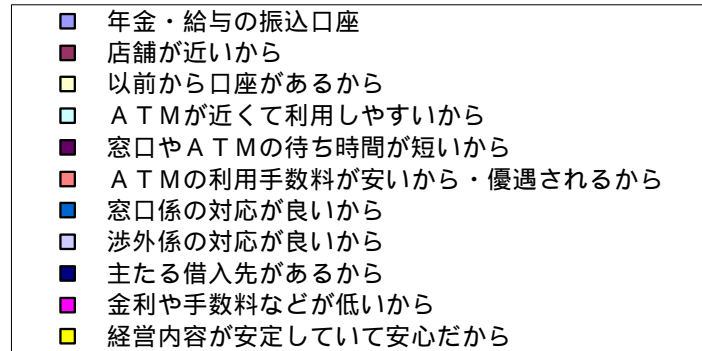 年金・給与の振込口座
店舗が近いから
以前から口座があるから
ＡＴＭが近くて利用しやすいから
窓口やＡＴＭの待ち時間が短いから
ＡＴＭの利用手数料が安いから・優遇されるから
窓口係の対応が良いから
渉外係の対応が良いから
主たる借入先があるから
金利や手数料などが低いから
経営内容が安定していて安心だから